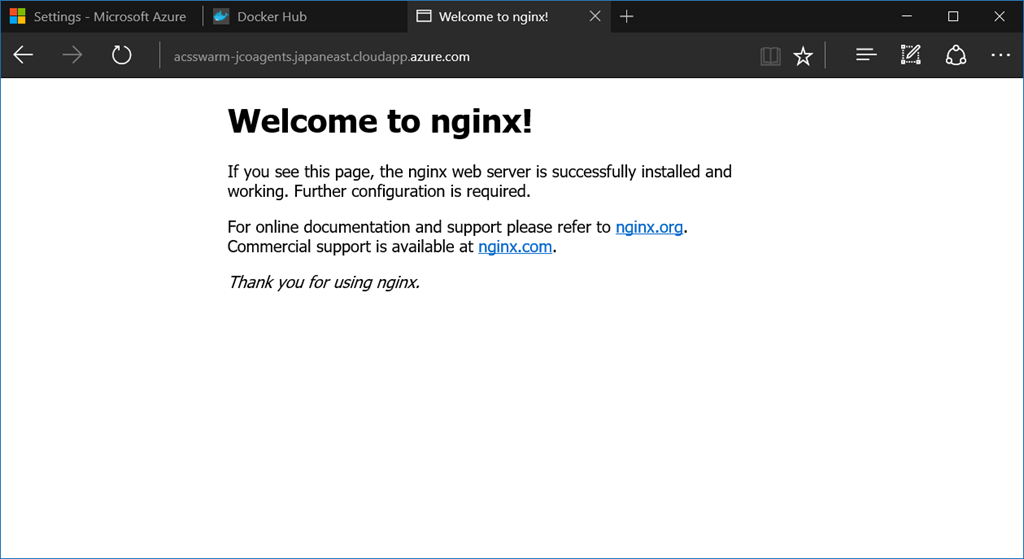 Settings - Microsoft Azure
Docker Hub
Welcome to nginx!
acsswarm-jcoagents.japaneast.cloudapp.azure.com
Welcome to nginx!
If you see this page, the nginx web server is successfully installed and
working. Further configuration is required.
For online documentation and support please refer to nginx.org.
Commercial support is available at nginx.com.
Thank you for using nginx.